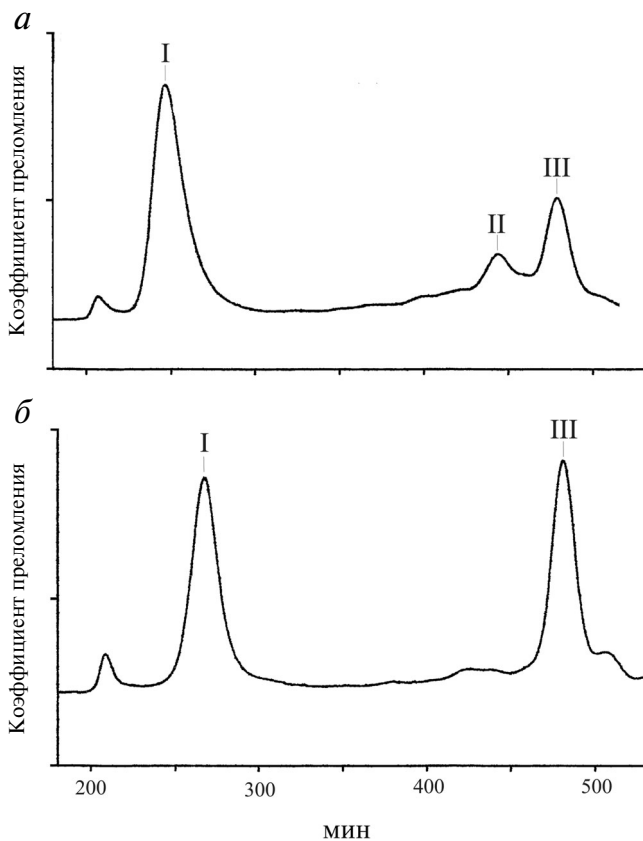 а
Коэффициент преломления
I
II
III
б
Коэффициент преломления
I
III
200 300 400 500
мин